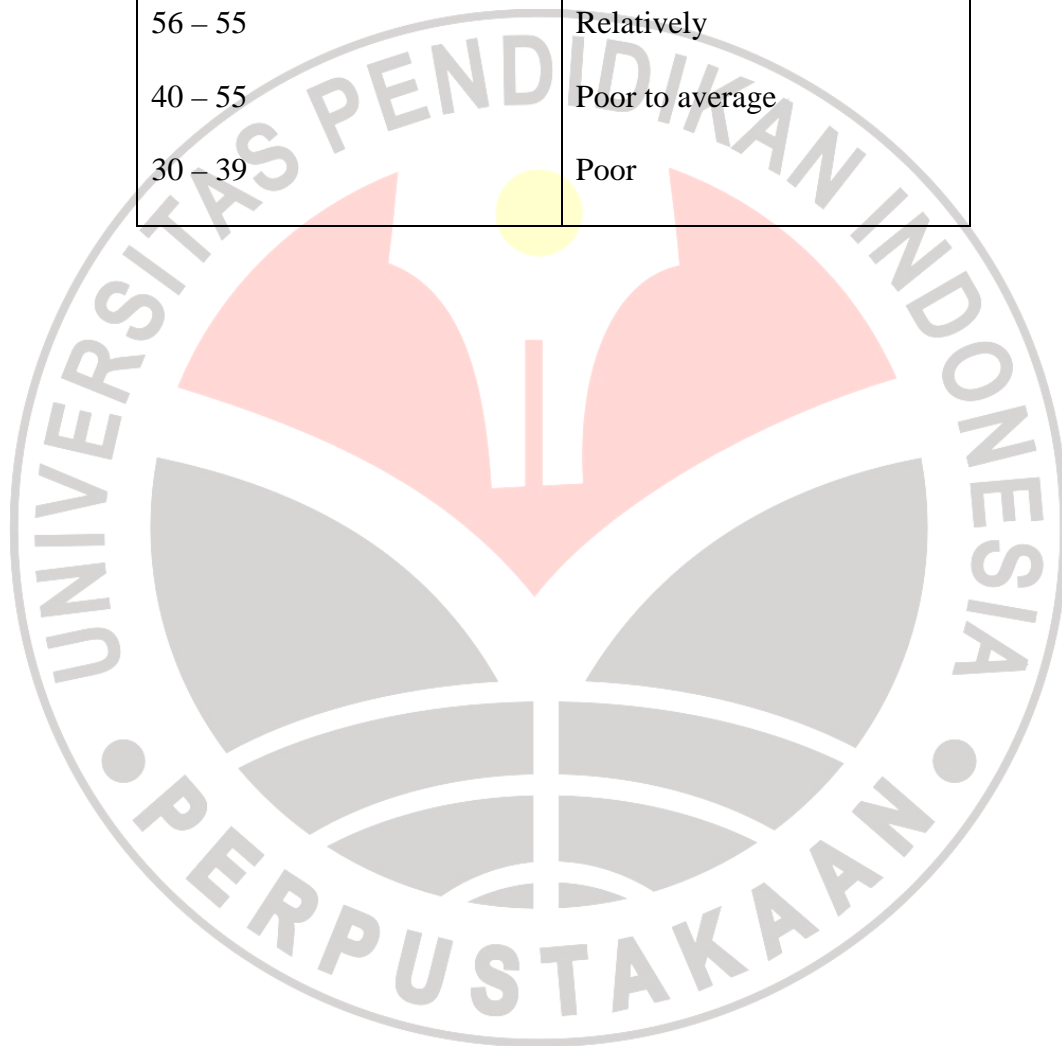 56 – 55 Relatively
40 – 55 Poor to average
30 – 39 Poor
UNIVERSITAS PENDIDIKAN INDONESIA
PERPUSTAKAAN